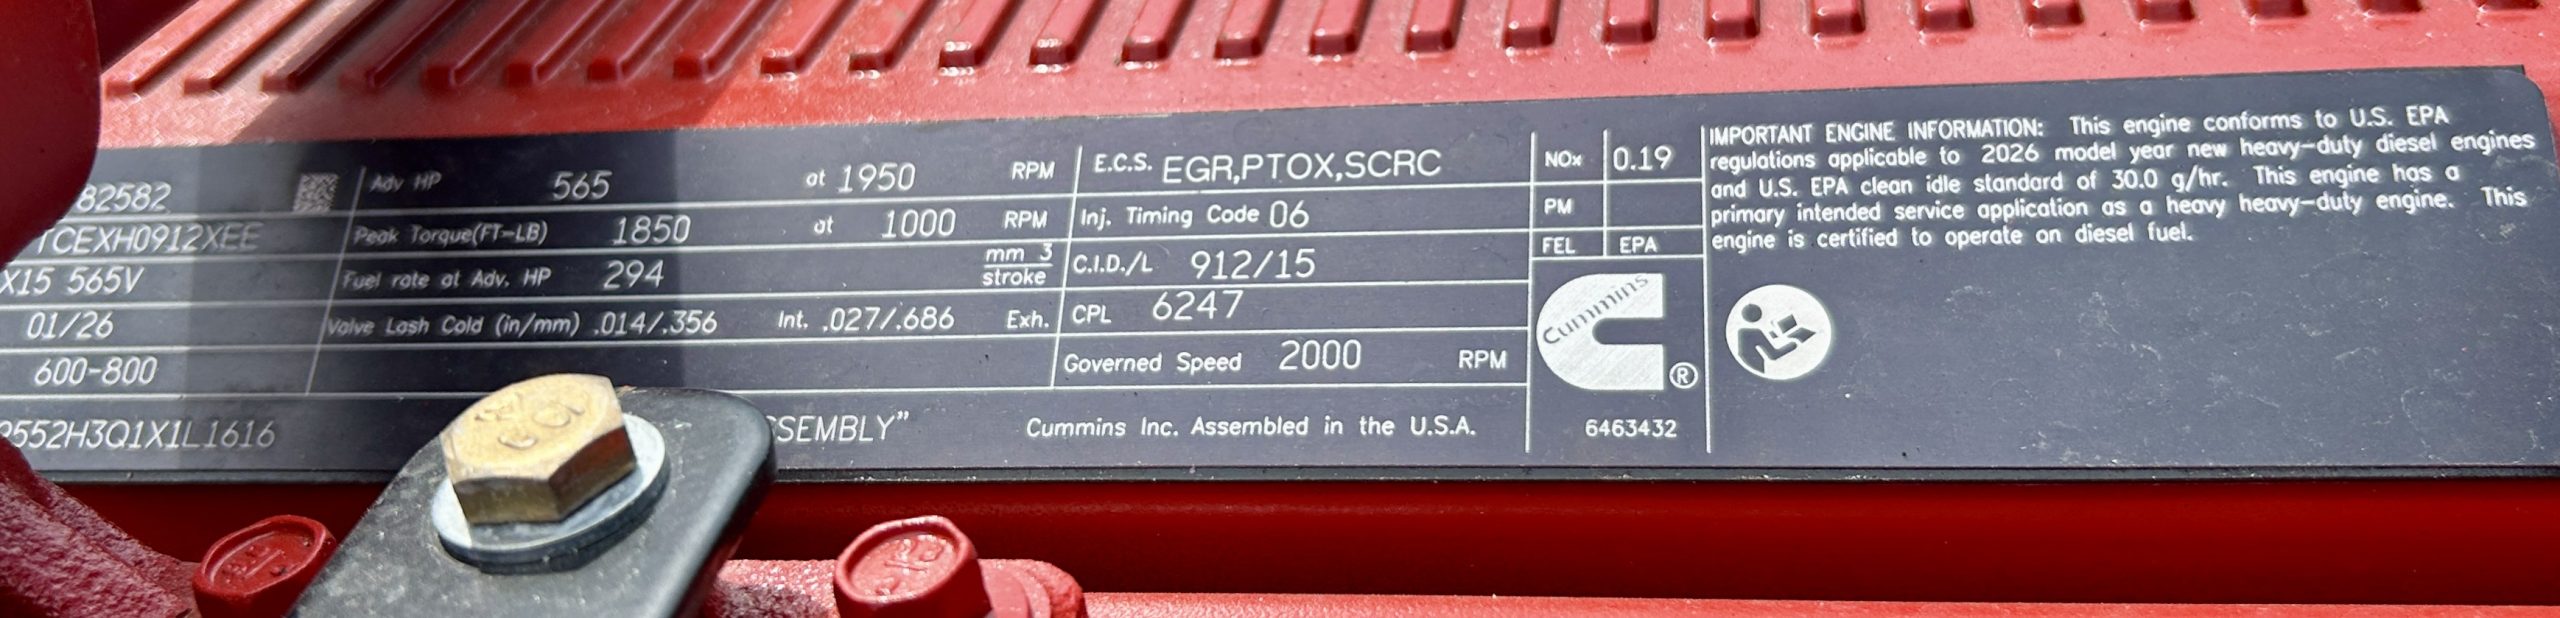 82582
TCEXH0912XEE
X15 565V
01/26
600-800
552H3Q1X1L1616
Adv HP 565 at 1950 RPM
Peak Torque(FT-LB) 1850 at 1000 RPM
Fuel rate at Adv. HP 294 mm 3 stroke
Valve Lash Cold (in/mm) .014/.356 Int. .027/.686 Exh.
SEMBLY" Cummins Inc. Assembled in the U.S.A.
E.C.S. EGR,PTOX,SCRC
Inj. Timing Code 06
C.I.D./L 912/15
CPL 6247
Governed Speed 2000 RPM
NOx 0.19
PM
FEL EPA
Cummins
®
6463432
IMPORTANT ENGINE INFORMATION: This engine conforms to U.S. EPA
regulations applicable to 2026 model year new heavy-duty diesel engines
and U.S. EPA clean idle standard of 30.0 g/hr. This engine has a
primary intended service application as a heavy heavy-duty engine. This
engine is certified to operate on diesel fuel.